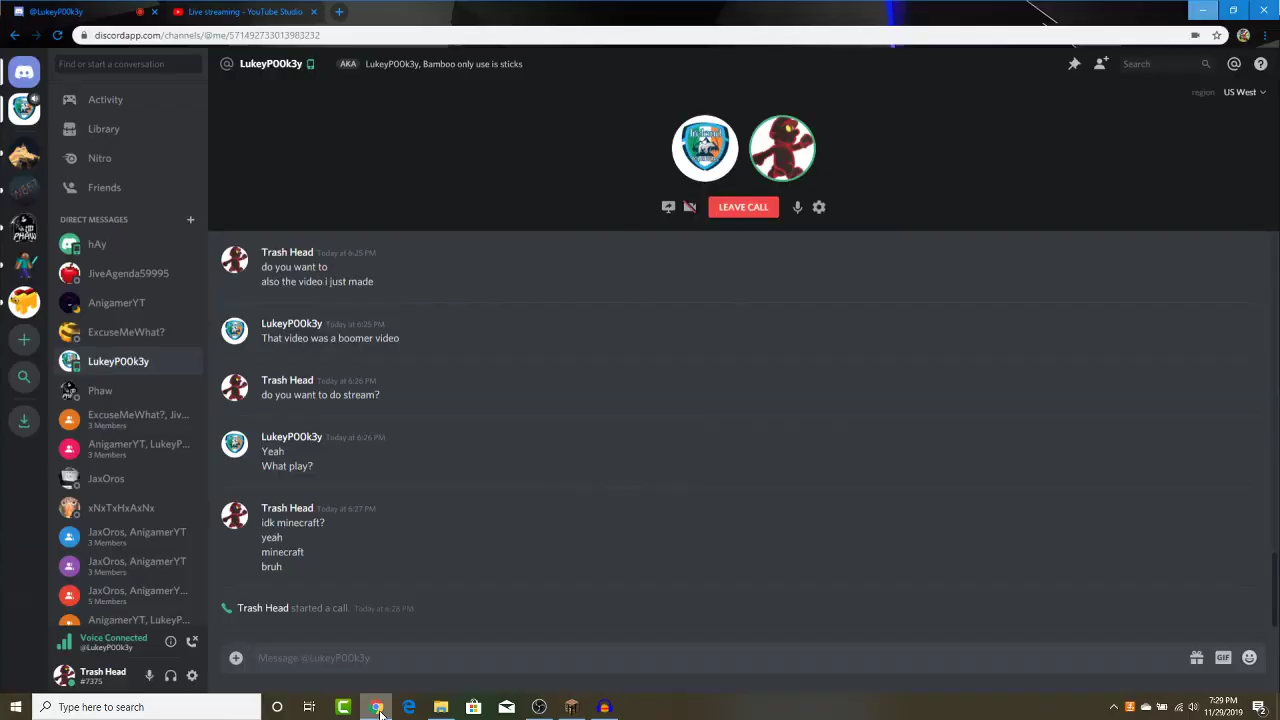 @LukeyP00k3y
Live streaming - YouTube Studio
discordapp.com/channels/@me/571492733013983232
Find or start a conversation
LukeyP00k3y
AKA
LukeyP00k3y, Bamboo only use is sticks
Search
region
US West
Activity
Library
Nitro
Friends
DIRECT MESSAGES
hAy
JiveAgenda59995
AnigamerYT
ExcuseMeWhat?
LukeyP00k3y
Phaw
ExcuseMeWhat?, Jiv...
3 Members
AnigamerYT, LukeyP...
3 Members
JaxOros
xNxTxHxAxNx
JaxOros, AnigamerYT
3 Members
JaxOros, AnigamerYT
3 Members
JaxOros, AnigamerY...
5 Members
AnigamerYT, LukeyP...
Voice Connected
@LukeyP00k3y
Trash Head
#7375
LEAVE CALL
Trash Head Today at 6:25 PM
do you want to
also the video i just made
LukeyP00k3y Today at 6:25 PM
That video was a boomer video
Trash Head Today at 6:26 PM
do you want to do stream?
LukeyP00k3y Today at 6:26 PM
Yeah
What play?
Trash Head Today at 6:27 PM
idk minecraft?
yeah
minecraft
bruh
Trash Head started a call. Today at 6:28 PM
Message @LukeyP00k3y
GIF
Type here to search
7:29 PM
11/29/2019